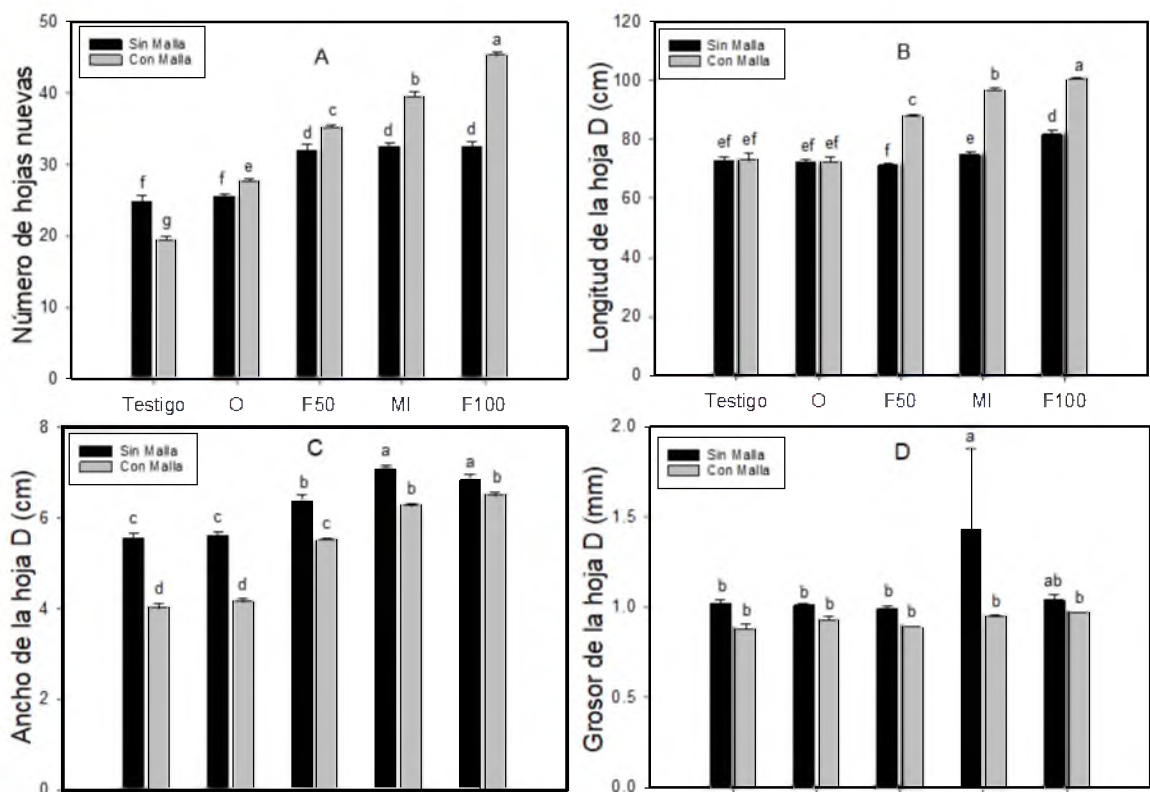 A
Sin Malla
Con Malla
Número de hojas nuevas
50
40
30
20
10
0
f
g
f
e
d
c
d
b
d
a
Testigo
O
F50
MI
F100
B
Sin Malla
Con Malla
Longitud de la hoja D (cm)
120
100
80
60
40
20
0
ef
ef
ef
ef
f
c
e
b
d
a
Testigo
O
F50
MI
F100
C
Sin Malla
Con Malla
Ancho de la hoja D (cm)
8
6
4
2
0
c
d
c
d
b
c
a
b
a
b
D
Sin Malla
Con Malla
Grosor de la hoja D (mm)
2.0
1.5
1.0
0.5
0.0
b
b
b
b
b
b
a
b
ab
b